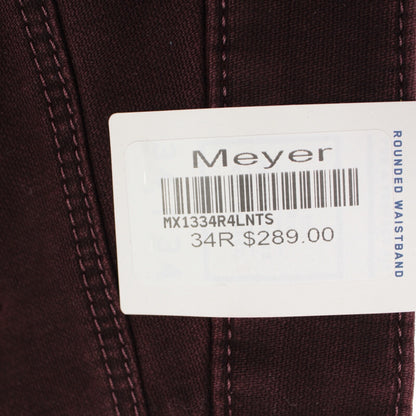 Meyer
MX1334R4LNTS
34R $289.00
ROUNDED WAISTBAND